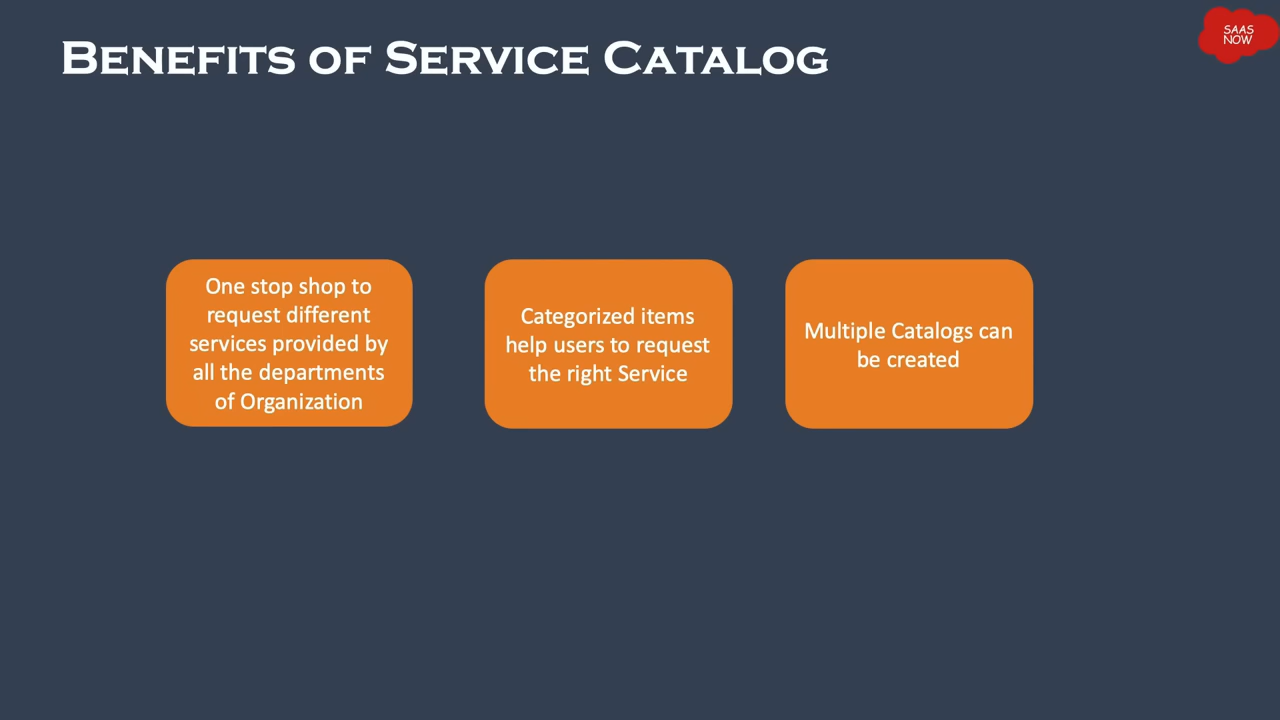 BENEFITS OF SERVICE CATALOG
SAAS
NOW
One stop shop to
request different
services provided by
all the departments
of Organization
Categorized items
help users to request
the right Service
Multiple Catalogs can
be created